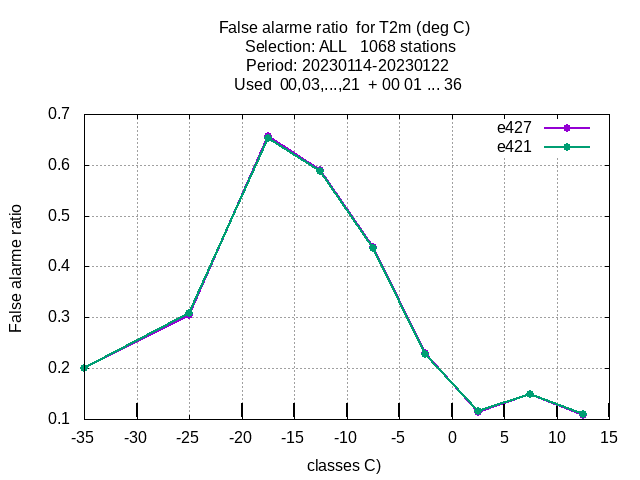 False alarme ratio  for T2m (deg C)
Selection: ALL   1068 stations
Period: 20230114-20230122
Used  00,03,...,21  + 00 01 ... 36
e427
e421
False alarme ratio
0.7
0.6
0.5
0.4
0.3
0.2
0.1
-35 -30 -25 -20 -15 -10 -5 0 5 10 15
classes C)